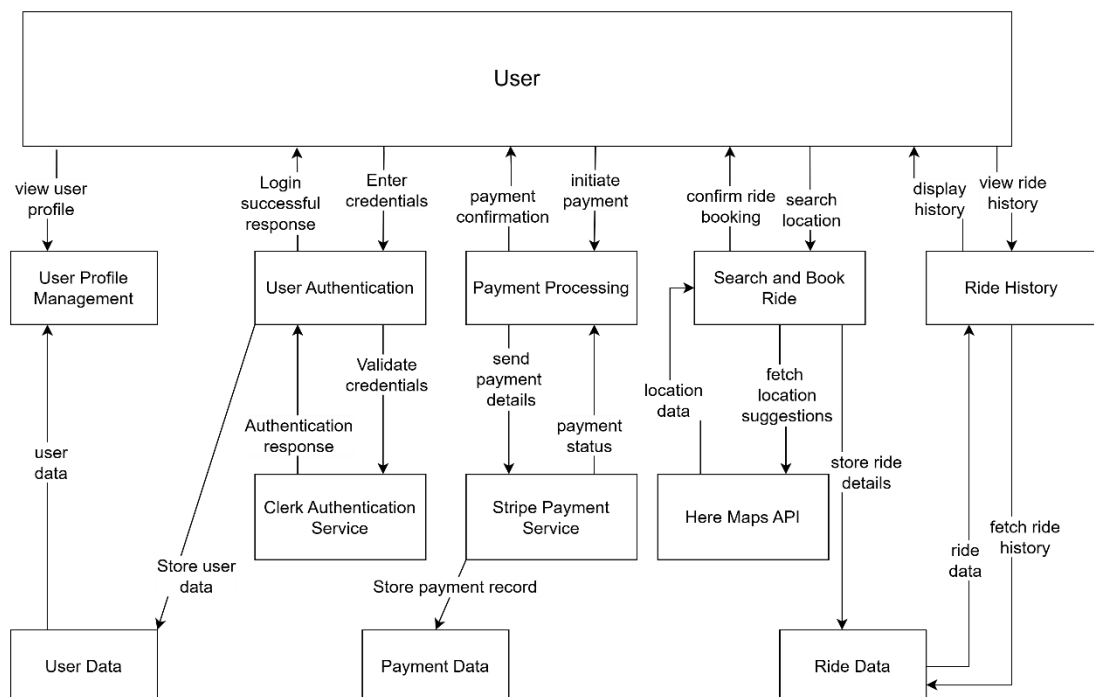 User
view user
profile
Login
successful
response
Enter
credentials
payment
confirmation
initiate
payment
confirm ride
booking
search
location
display
history
view ride
history
User Profile
Management
User Authentication
Payment Processing
Search and Book
Ride
Ride History
Validate
credentials
send
payment
details
location
data
fetch
location
suggestions
Authentication
response
payment
status
user
data
store ride
details
Clerk Authentication
Service
Stripe Payment
Service
Here Maps API
ride
data
fetch ride
history
Store user
data
Store payment record
User Data
Payment Data
Ride Data